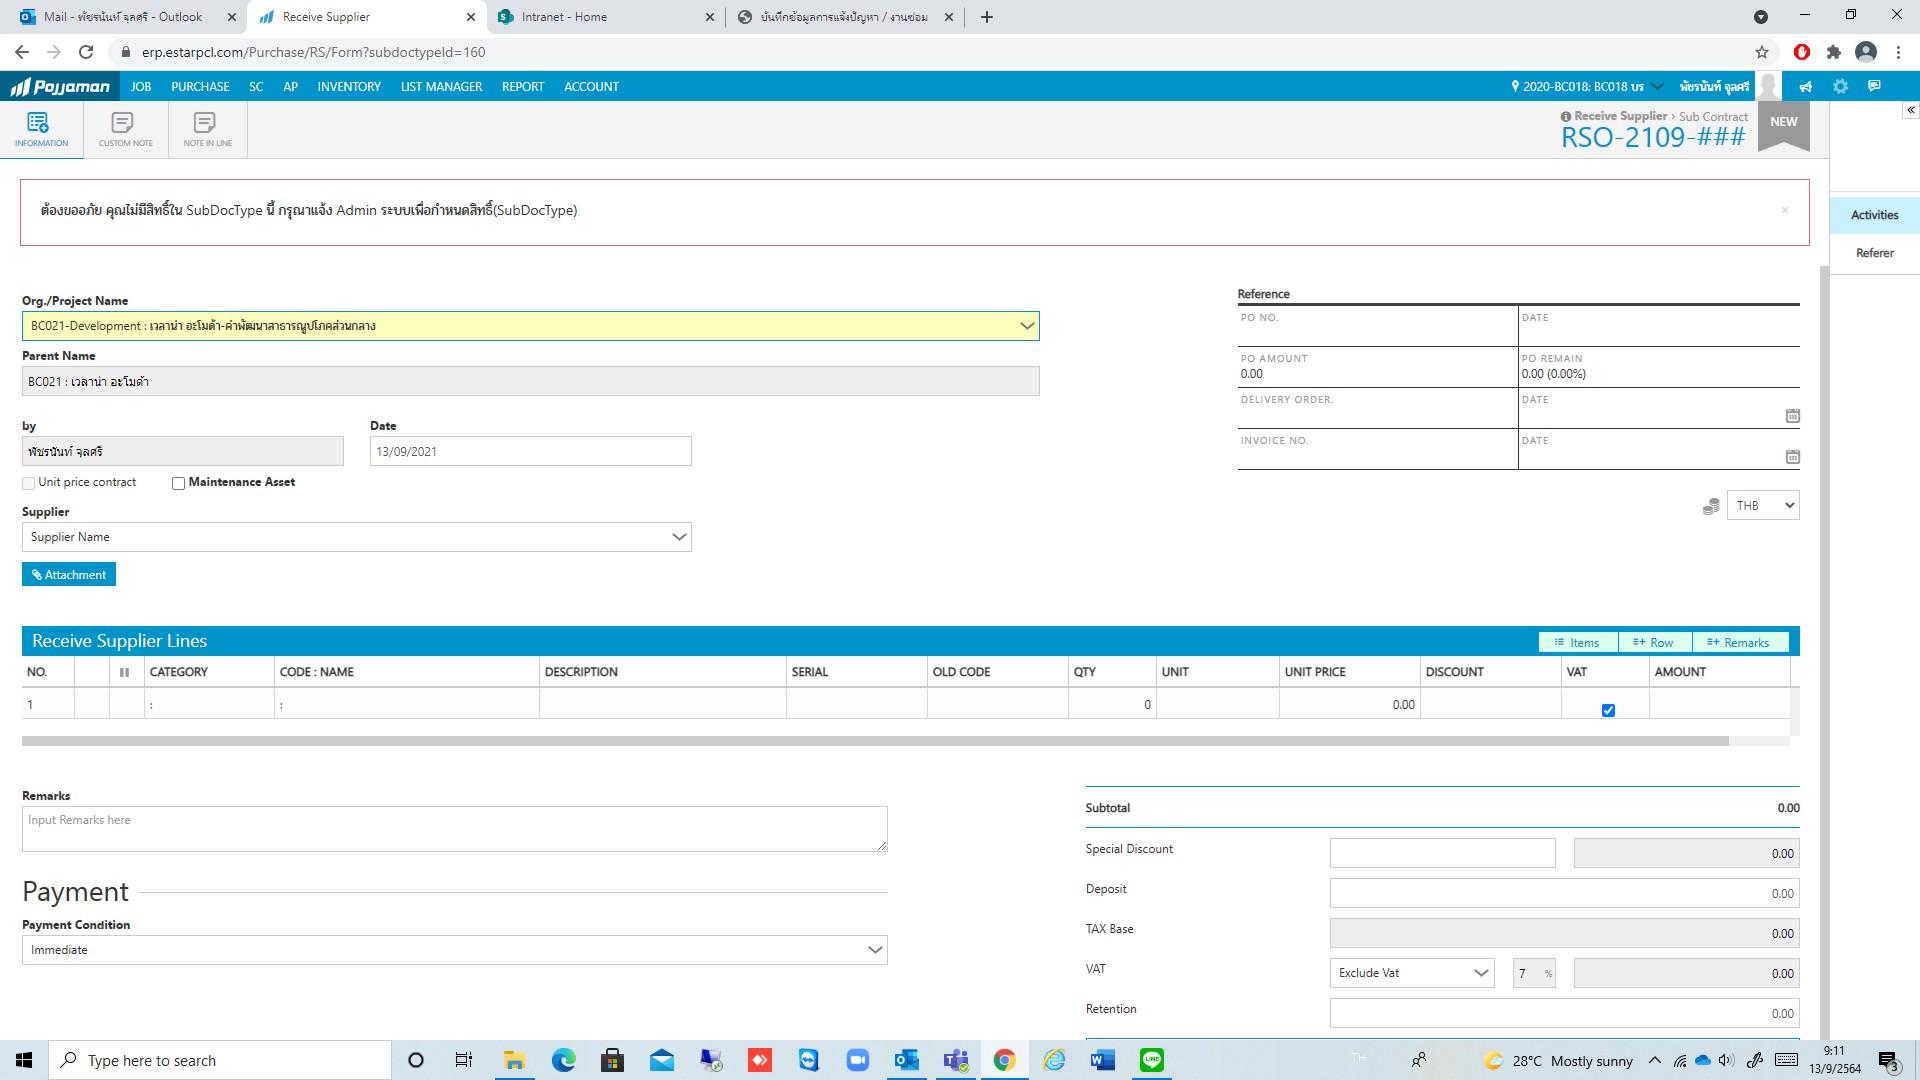 Mail - พัชรนันท์ จุลศรี - Outlook
Receive Supplier
Intranet - Home
บันทึกข้อมูลการแจ้งปัญหา / งานซ่อม
erp.estarpcl.com/Purchase/RS/Form?subdoctypeId=160
Pojjaman
JOB PURCHASE SC AP INVENTORY LIST MANAGER REPORT ACCOUNT
2020-BC018: BC018 บร
พัชรนันท์ จุลศรี
INFORMATION
CUSTOM NOTE
NOTE IN LINE
Receive Supplier › Sub Contract
RSO-2109-###
NEW
ต้องขออภัย คุณไม่มีสิทธิ์ใน SubDocType นี้ กรุณาแจ้ง Admin ระบบเพื่อกำหนดสิทธิ์(SubDocType)
Activities
Referer
Org./Project Name
BC021-Development : เวลาน่า อะโมด้า-ค่าพัฒนาสาธารณูปโภคส่วนกลาง
Parent Name
BC021 : เวลาน่า อะโมด้า
by
พัชรนันท์ จุลศรี
Date
13/09/2021
Unit price contract
Maintenance Asset
Supplier
Supplier Name
Attachment
Reference
PO NO.
DATE
PO AMOUNT
0.00
PO REMAIN
0.00 (0.00%)
DELIVERY ORDER.
DATE
INVOICE NO.
DATE
THB
Receive Supplier Lines
Items
Row
Remarks
NO. CATEGORY CODE : NAME DESCRIPTION SERIAL OLD CODE QTY UNIT UNIT PRICE DISCOUNT VAT AMOUNT
1 : : 0 0.00
Remarks
Input Remarks here
Payment
Payment Condition
Immediate
Subtotal 0.00
Special Discount 0.00
Deposit 0.00
TAX Base 0.00
VAT Exclude Vat 7 % 0.00
Retention 0.00
Type here to search
TH
28°C Mostly sunny
9:11
13/9/2564
3